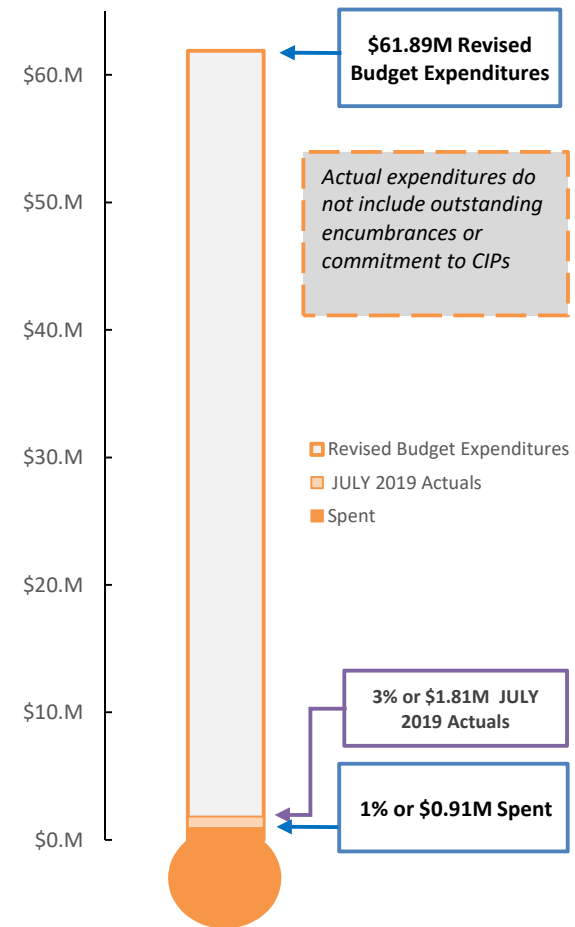 $61.89M Revised
Budget Expenditures
$60.M
Actual expenditures do
not include outstanding
encumbrances or
commitment to CIPs
$50.M
$40.M
$30.M
Revised Budget Expenditures
JULY 2019 Actuals
Spent
$20.M
$10.M
3% or $1.81M JULY
2019 Actuals
1% or $0.91M Spent
$0.M